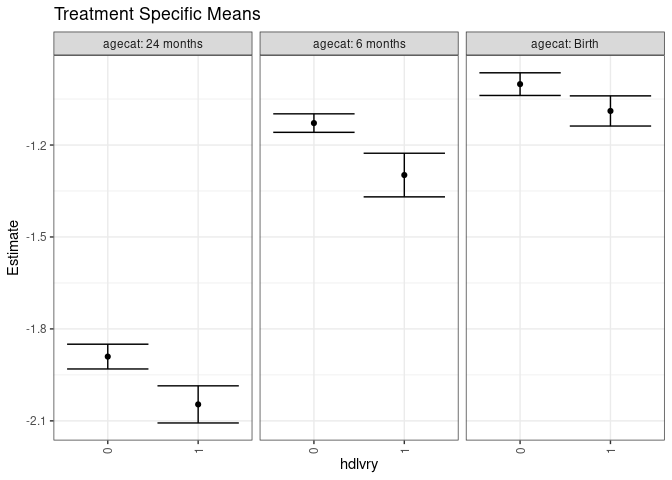 Treatment Specific Means
agecat: 24 months
agecat: 6 months
agecat: Birth
-1.2
-1.5
-1.8
-2.1
Estimate
0
1
0
1
0
1
hdlvry